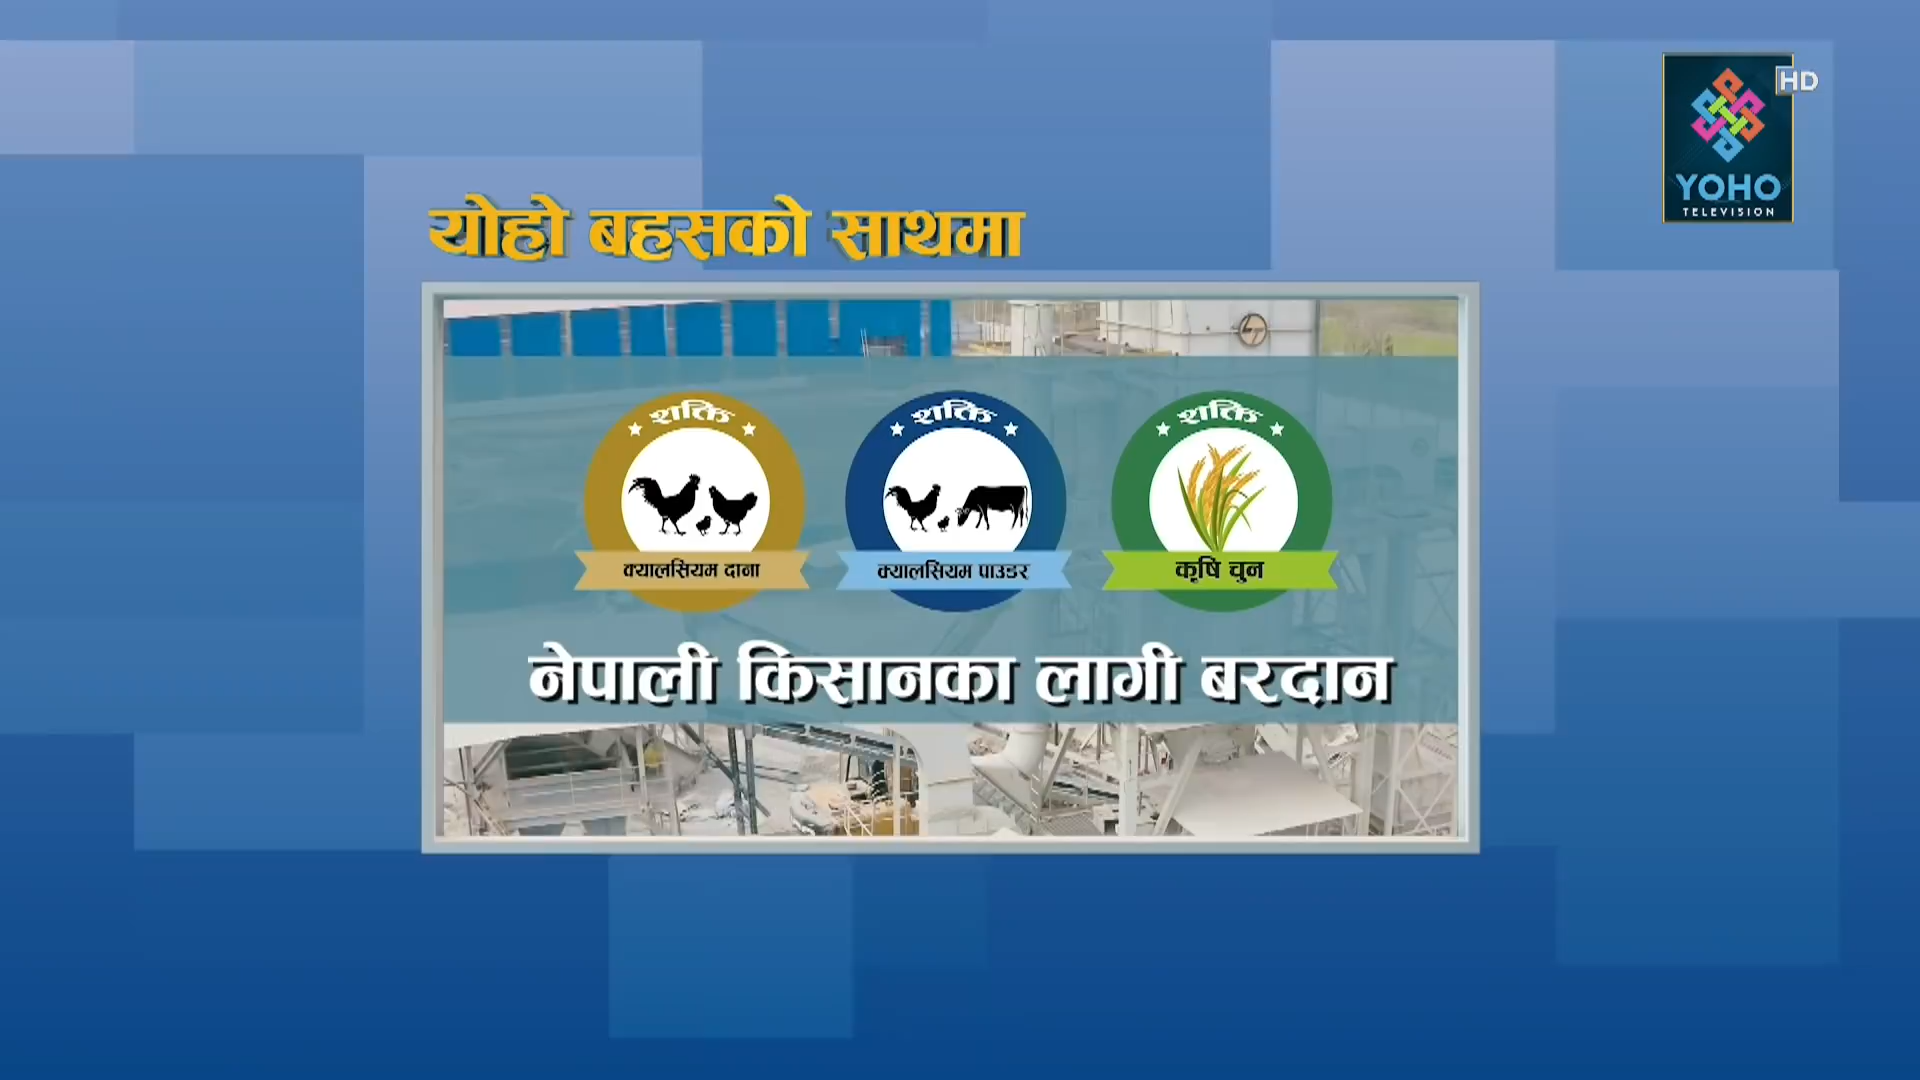 HD
YOHO
TELEVISION
योहो बहसको साथमा
शक्ति
शक्ति
शक्ति
क्यालसियम दाना
क्यालसियम पाउडर
कृषि चुन
नेपाली किसानका लागी बरदान